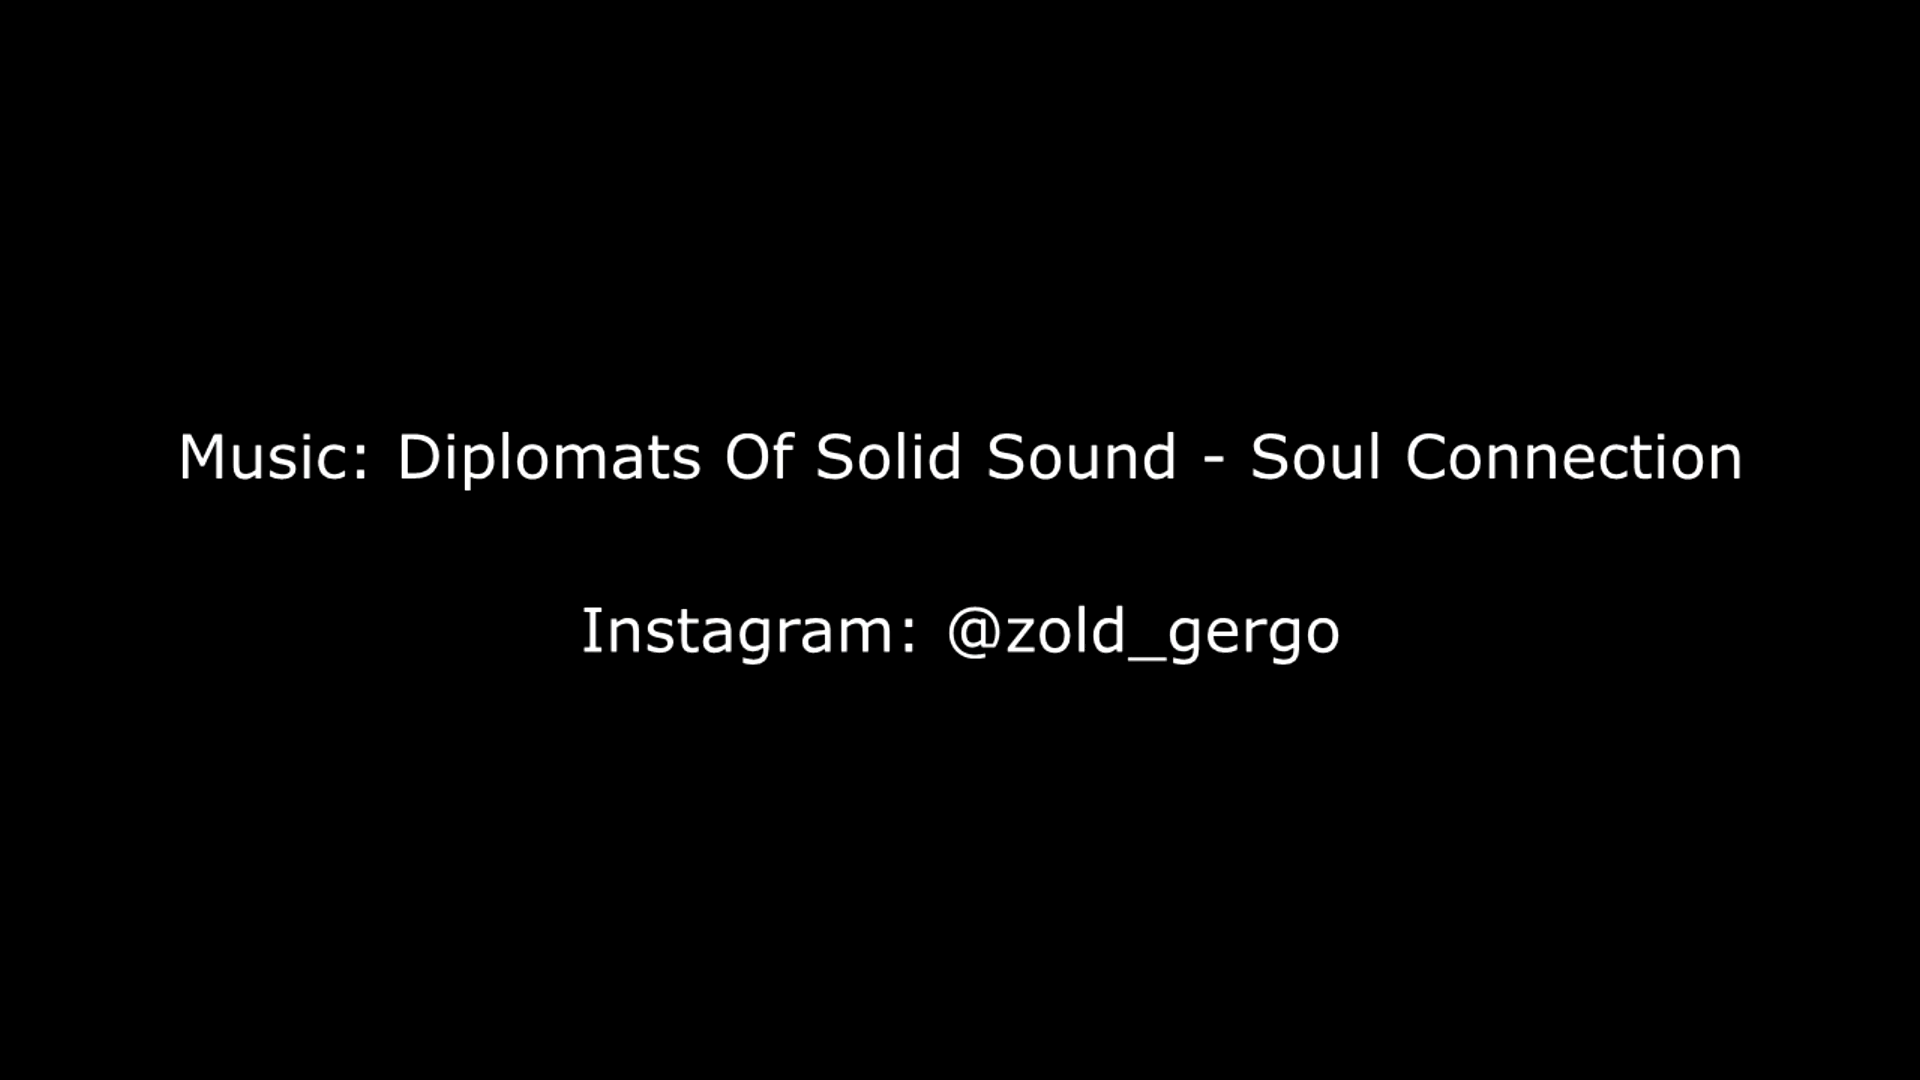 Music: Diplomats Of Solid Sound - Soul Connection
Instagram: @zold_gergo